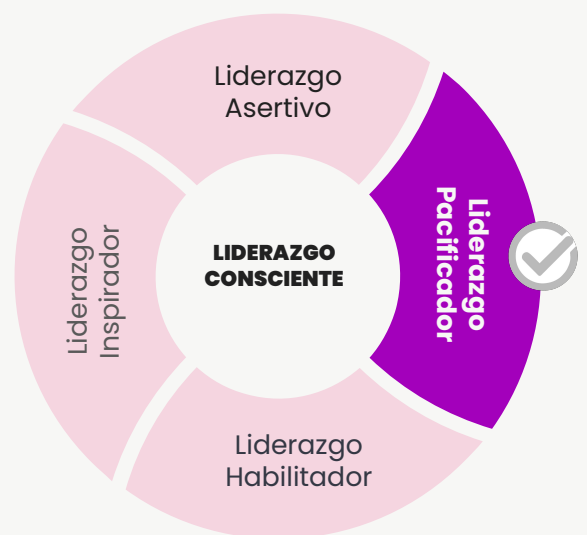 Liderazgo
Asertivo
Liderazgo
Pacificador
LIDERAZGO
CONSCIENTE
Liderazgo
Inspirador
Liderazgo
Habilitador